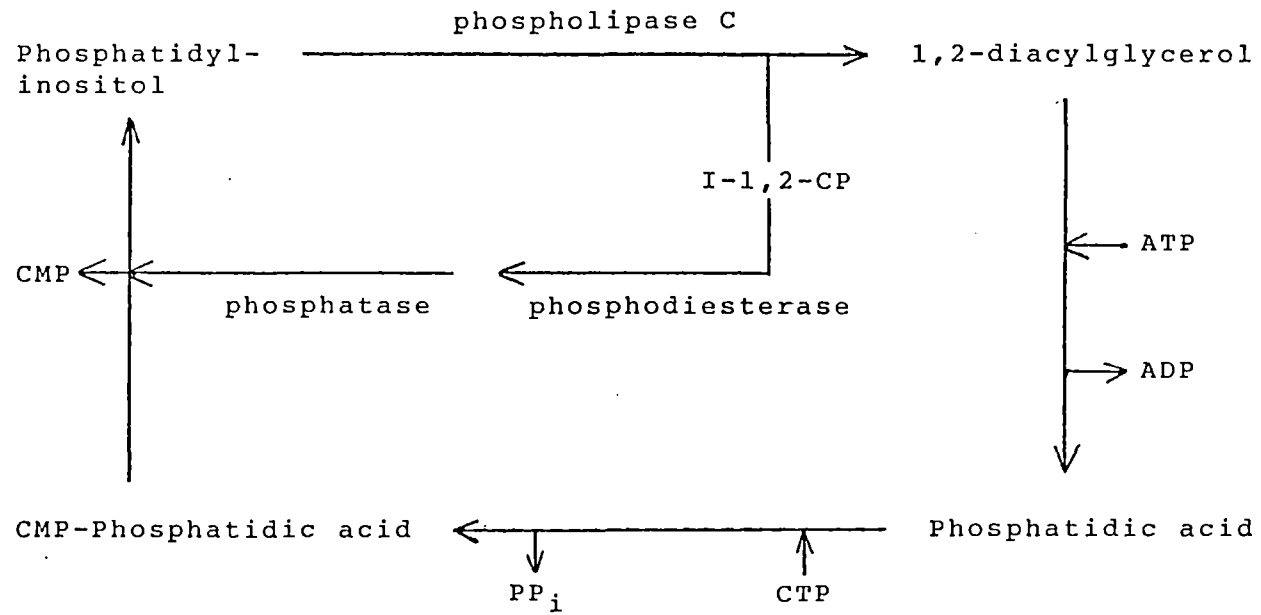 phospholipase C
Phosphatidyl-
inositol
1,2-diacylglycerol
I-1,2-CP
ATP
CMP
phosphatase
phosphodiesterase
ADP
CMP-Phosphatidic acid
Phosphatidic acid
PPi
CTP